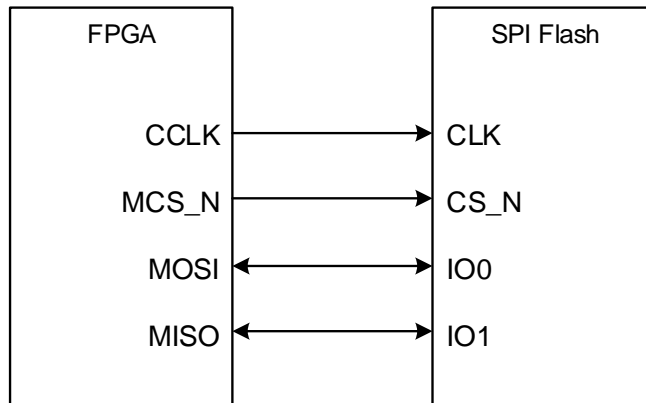 FPGA
SPI Flash
CCLK
CLK
MCS_N
CS_N
MOSI
IO0
MISO
IO1